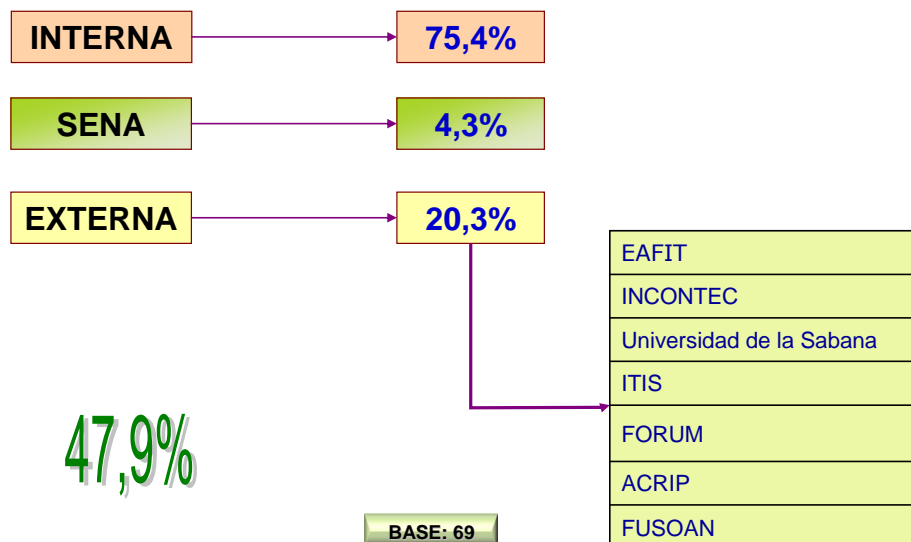 INTERNA
75,4%
SENA
4,3%
EXTERNA
20,3%
EAFIT
INCONTEC
Universidad de la Sabana
ITIS
FORUM
ACRIP
FUSOAN
47,9%
BASE: 69